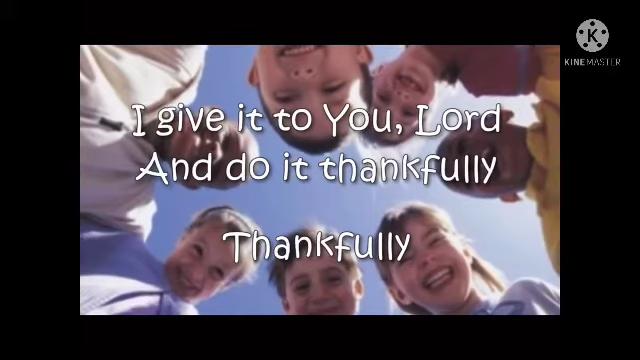 KINEMASTER
I give it to You, Lord
And do it thankfully
Thankfully